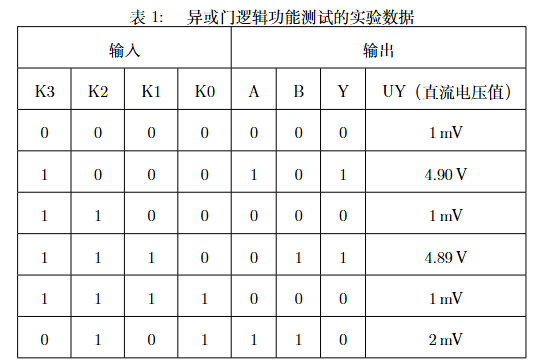 表 1: 异或门逻辑功能测试的实验数据
输入 输出
K3 K2 K1 K0 A B Y UY（直流电压值）
0 0 0 0 0 0 0 1 mV
1 0 0 0 1 0 1 4.90 V
1 1 0 0 0 0 0 1 mV
1 1 1 0 0 1 1 4.89 V
1 1 1 1 0 0 0 1 mV
0 1 0 1 1 1 0 2 mV